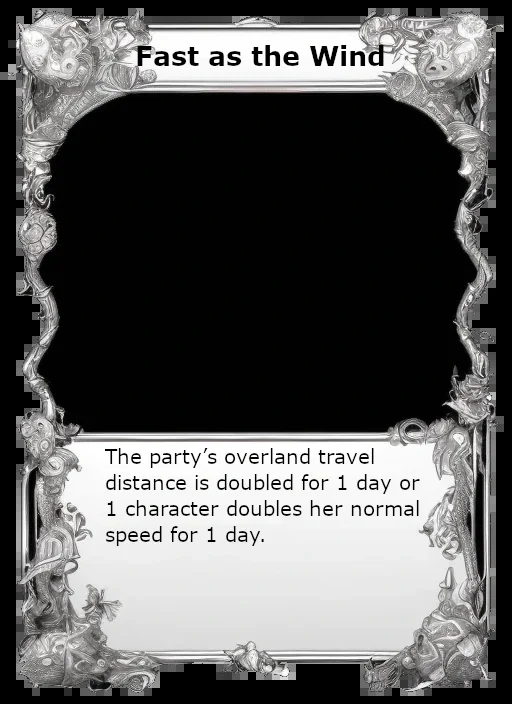 Fast as the Wind
The party’s overland travel
distance is doubled for 1 day or
1 character doubles her normal
speed for 1 day.